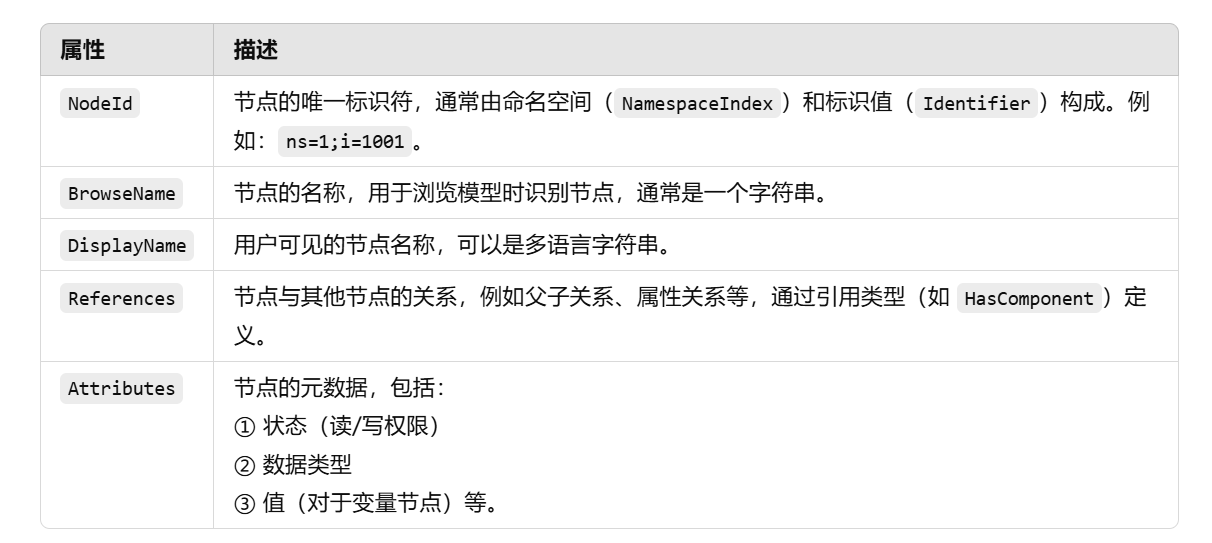 属性 描述
NodeId 节点的唯一标识符，通常由命名空间（ NamespaceIndex ）和标识值（ Identifier ）构成。例
如： ns=1;i=1001 。
BrowseName 节点的名称，用于浏览模型时识别节点，通常是一个字符串。
DisplayName 用户可见的节点名称，可以是多语言字符串。
References 节点与其他节点的关系，例如父子关系、属性关系等，通过引用类型（如 HasComponent ）定
义。
Attributes 节点的元数据，包括：
① 状态（读/写权限）
② 数据类型
③ 值（对于变量节点）等。